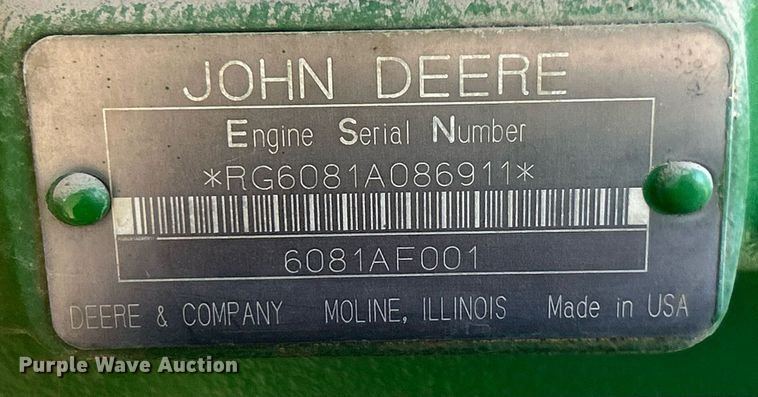 JOHN DEERE
Engine Serial Number
*RG6081A086911*
6081AF001
DEERE & COMPANY MOLINE, ILLINOIS Made in USA
Purple Wave Auction